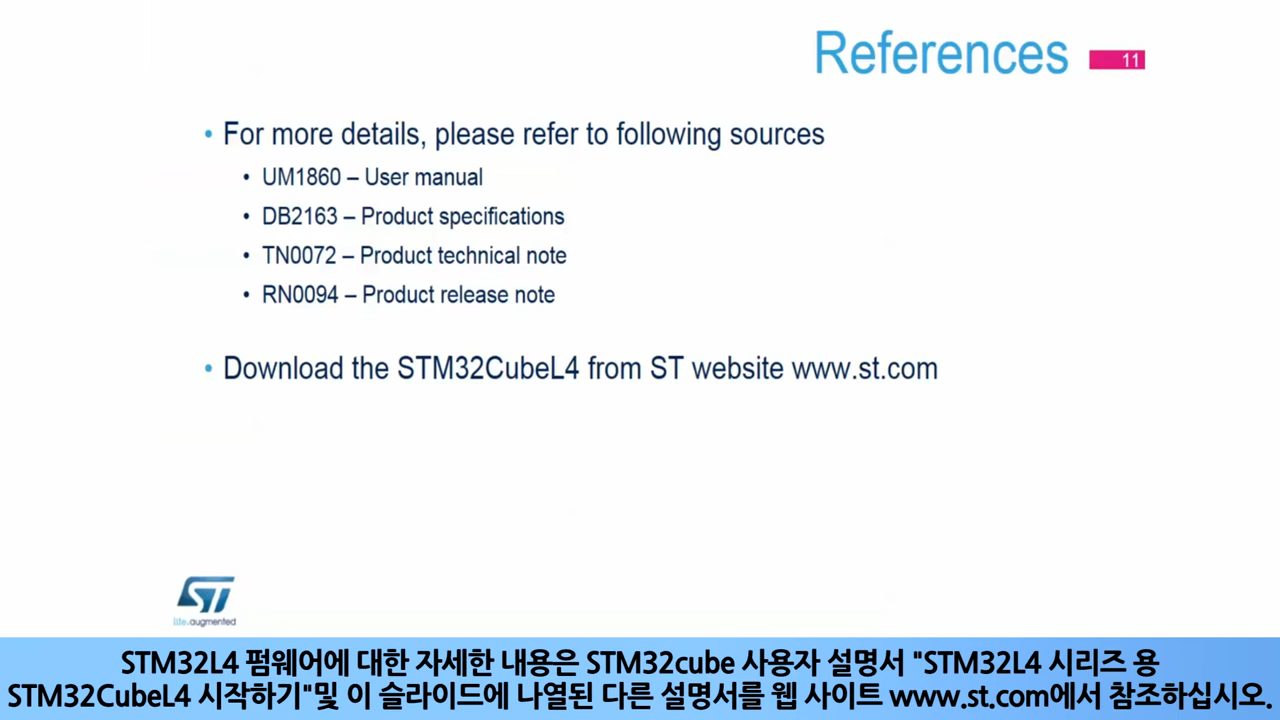 References
11
• For more details, please refer to following sources
• UM1860 – User manual
• DB2163 – Product specifications
• TN0072 – Product technical note
• RN0094 – Product release note
• Download the STM32CubeL4 from ST website www.st.com
ST
life.augmented
STM32L4 펌웨어에 대한 자세한 내용은 STM32cube 사용자 설명서 "STM32L4 시리즈 용
STM32CubeL4 시작하기"및 이 슬라이드에 나열된 다른 설명서를 웹 사이트 www.st.com에서 참조하십시오.